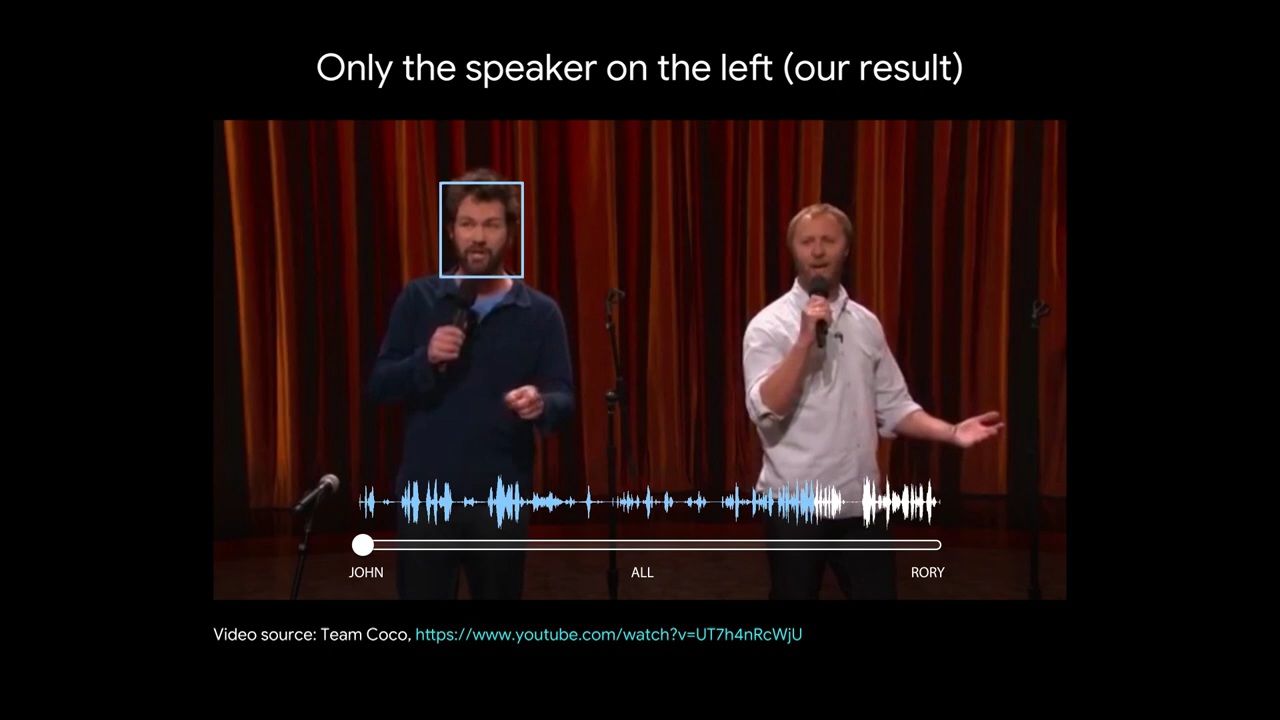 Only the speaker on the left (our result)
JOHN ALL RORY
Video source: Team Coco, https://www.youtube.com/watch?v=UT7h4nRcWjU